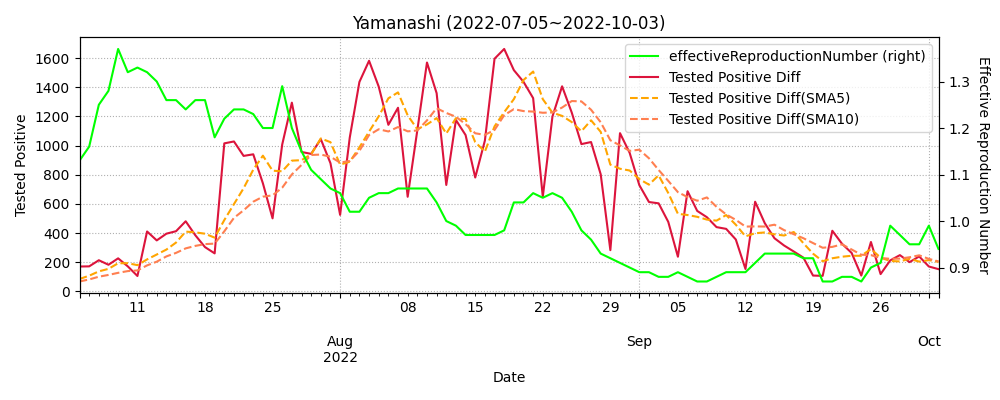 Yamanashi (2022-07-05~2022-10-03)
effectiveReproductionNumber (right)
Tested Positive Diff
Tested Positive Diff(SMA5)
Tested Positive Diff(SMA10)
Tested Positive
1600
1400
1200
1000
800
600
400
200
0
1.3
1.2
1.1
1.0
0.9
Effective Reproduction Number
11 18 25 08 15 22 29 05 12 19 26
Aug Sep Oct
2022
Date